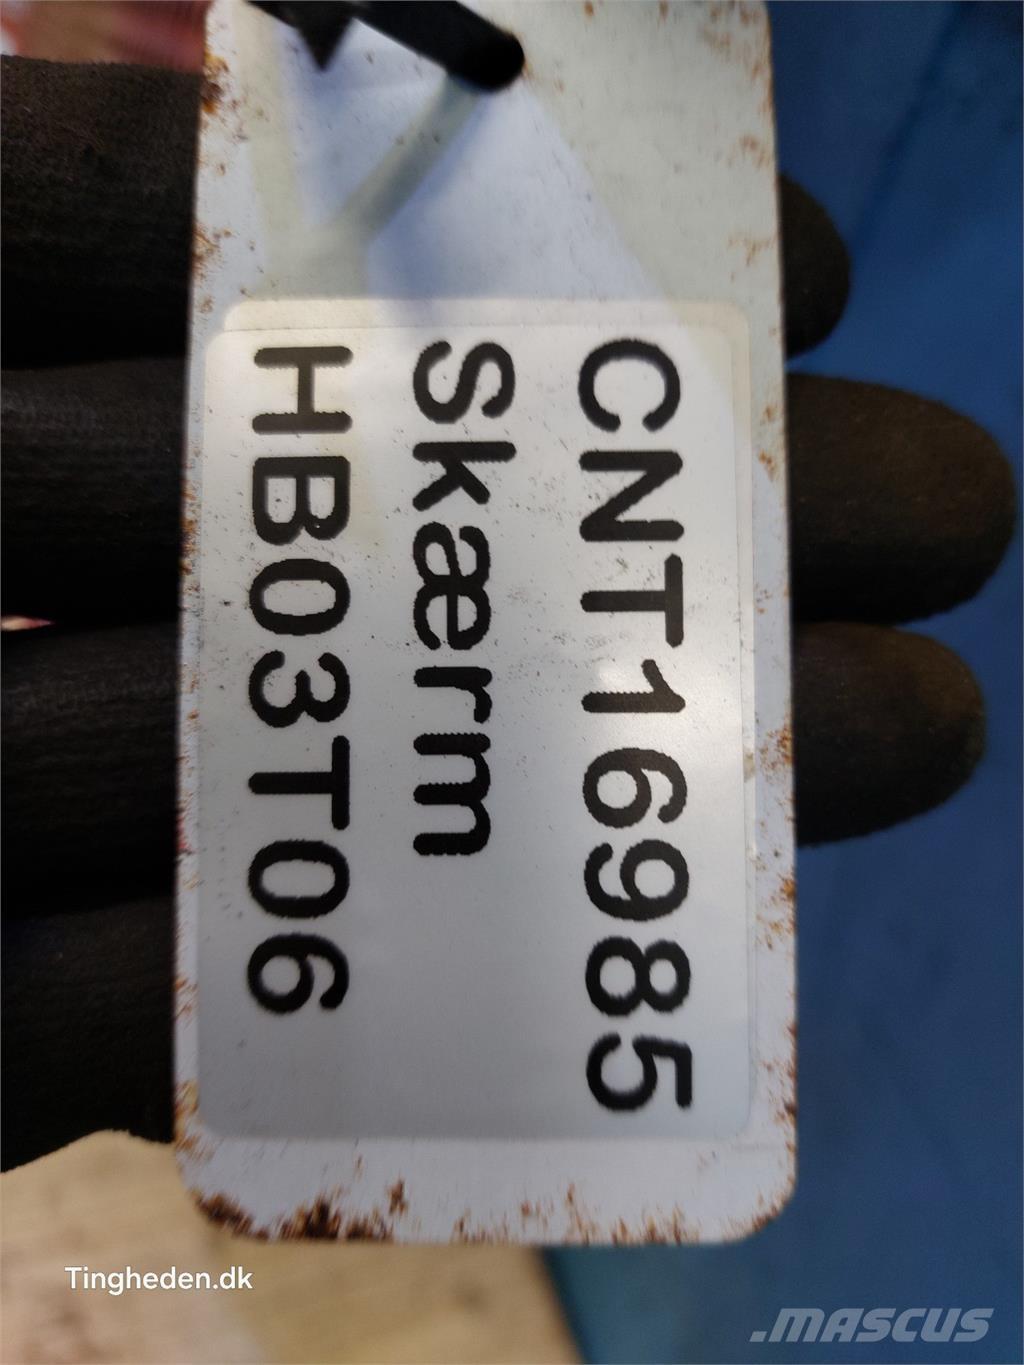 CNT16985
Skærm
HB03T06
Tingheden.dk
.MASCUS